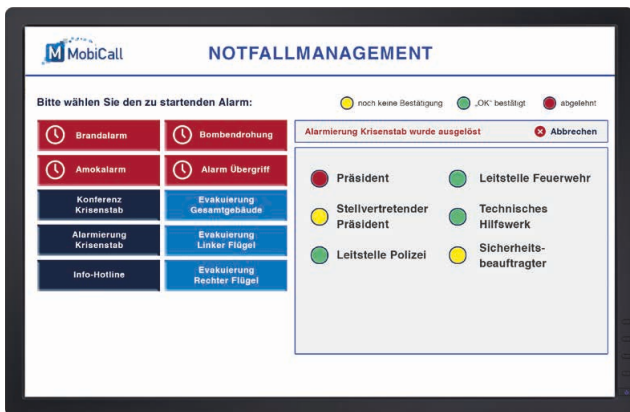 MobiCall
NOTFALLMANAGEMENT
Bitte wählen Sie den zu startenden Alarm:
noch keine Bestätigung
„OK“ bestätigt
abgelehnt
Brandalarm
Bombendrohung
Amokalarm
Alarm Übergriff
Konferenz
Krisenstab
Evakuierung
Gesamtgebäude
Alarmierung
Krisenstab
Evakuierung
Linker Flügel
Info-Hotline
Evakuierung
Rechter Flügel
Alarmierung Krisenstab wurde ausgelöst
Abbrechen
Präsident
Leitstelle Feuerwehr
Stellvertretender
Präsident
Technisches
Hilfswerk
Leitstelle Polizei
Sicherheits-
beauftragter